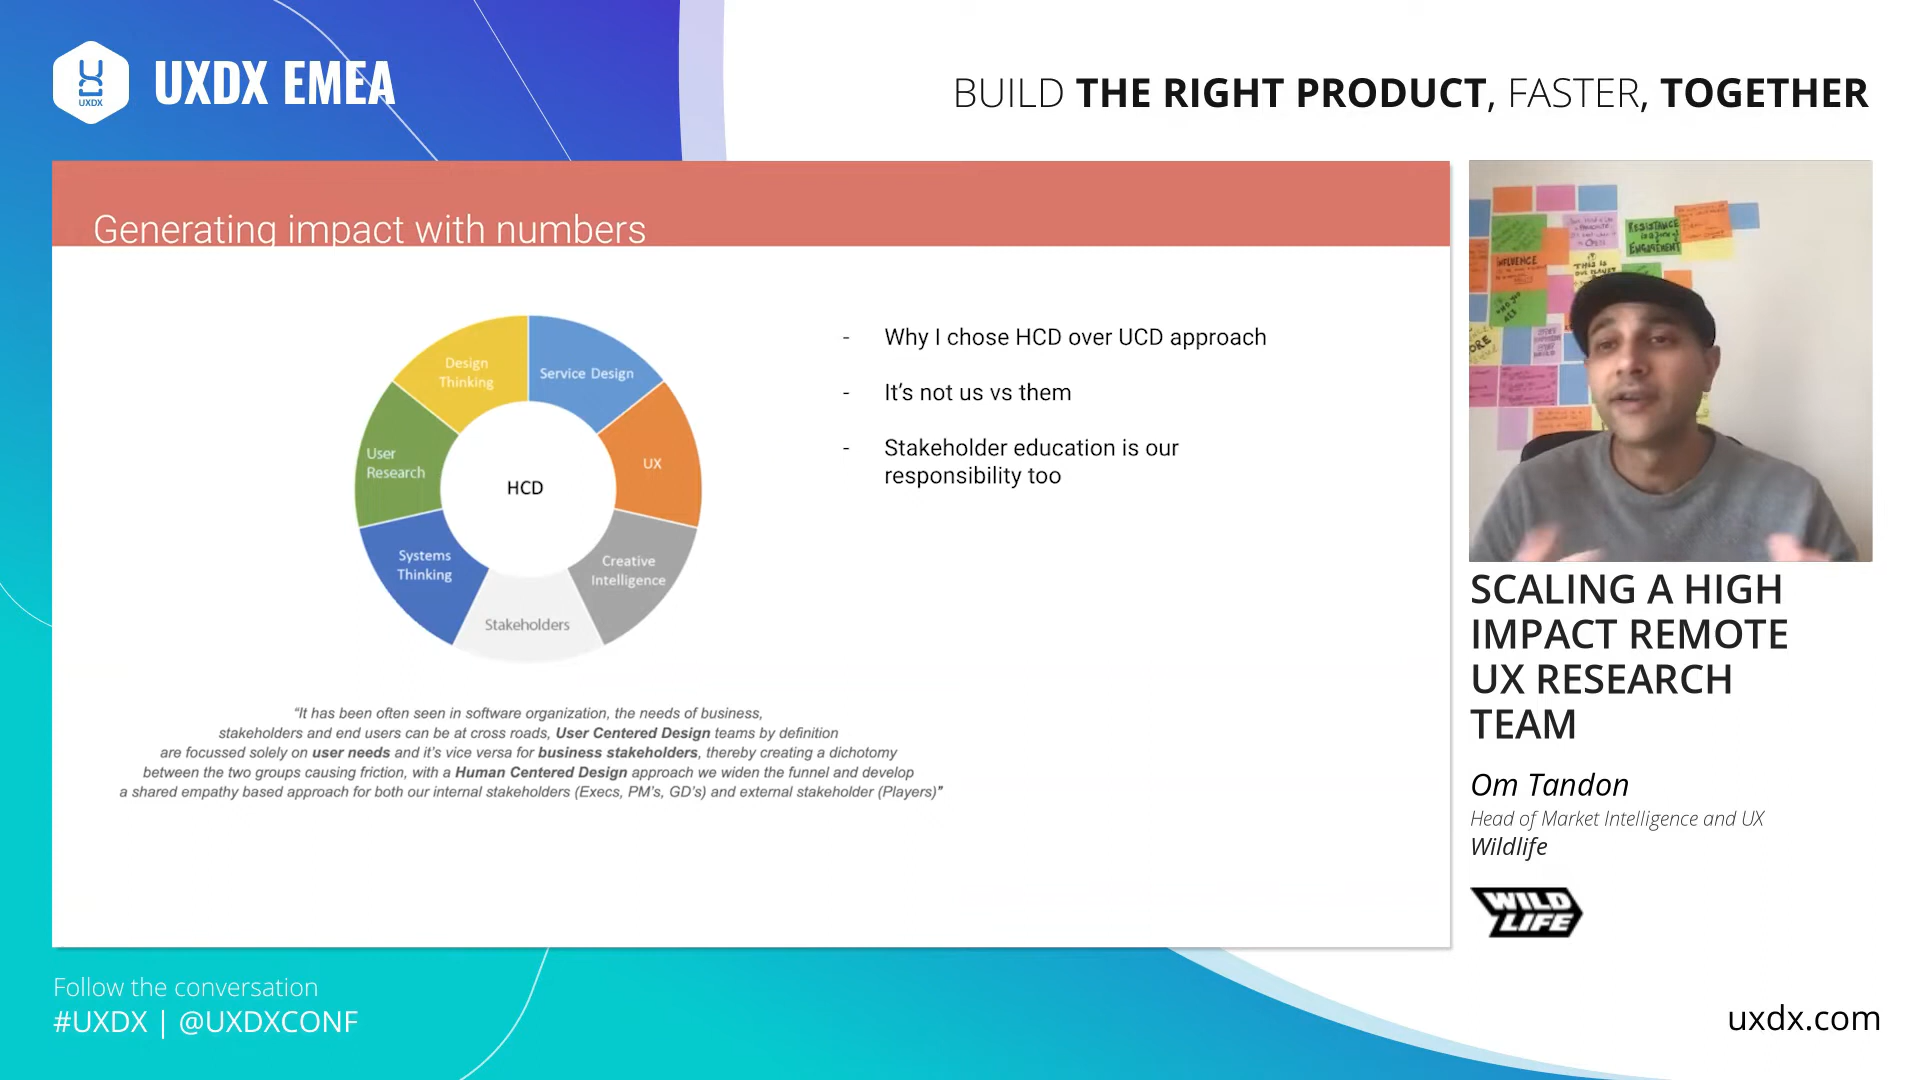 UXDX
UXDX EMEA
BUILD THE RIGHT PRODUCT, FASTER, TOGETHER
Generating impact with numbers
Design
Thinking
Service Design
User
Research
UX
HCD
Systems
Thinking
Creative
Intelligence
Stakeholders
- Why I chose HCD over UCD approach
- It's not us vs them
- Stakeholder education is our
responsibility too
“It has been often seen in software organization, the needs of business,
stakeholders and end users can be at cross roads, User Centered Design teams by definition
are focussed solely on user needs and it's vice versa for business stakeholders, thereby creating a dichotomy
between the two groups causing friction, with a Human Centered Design approach we widen the funnel and develop
a shared empathy based approach for both our internal stakeholders (Execs, PM's, GD's) and external stakeholder (Players)”
RESISTANCE
ENGAGEMENT
INFLUENCE
THIS IS
SCALING A HIGH
IMPACT REMOTE
UX RESEARCH
TEAM
Om Tandon
Head of Market Intelligence and UX
Wildlife
WILD
LIFE
Follow the conversation
#UXDX | @UXDXCONF
uxdx.com